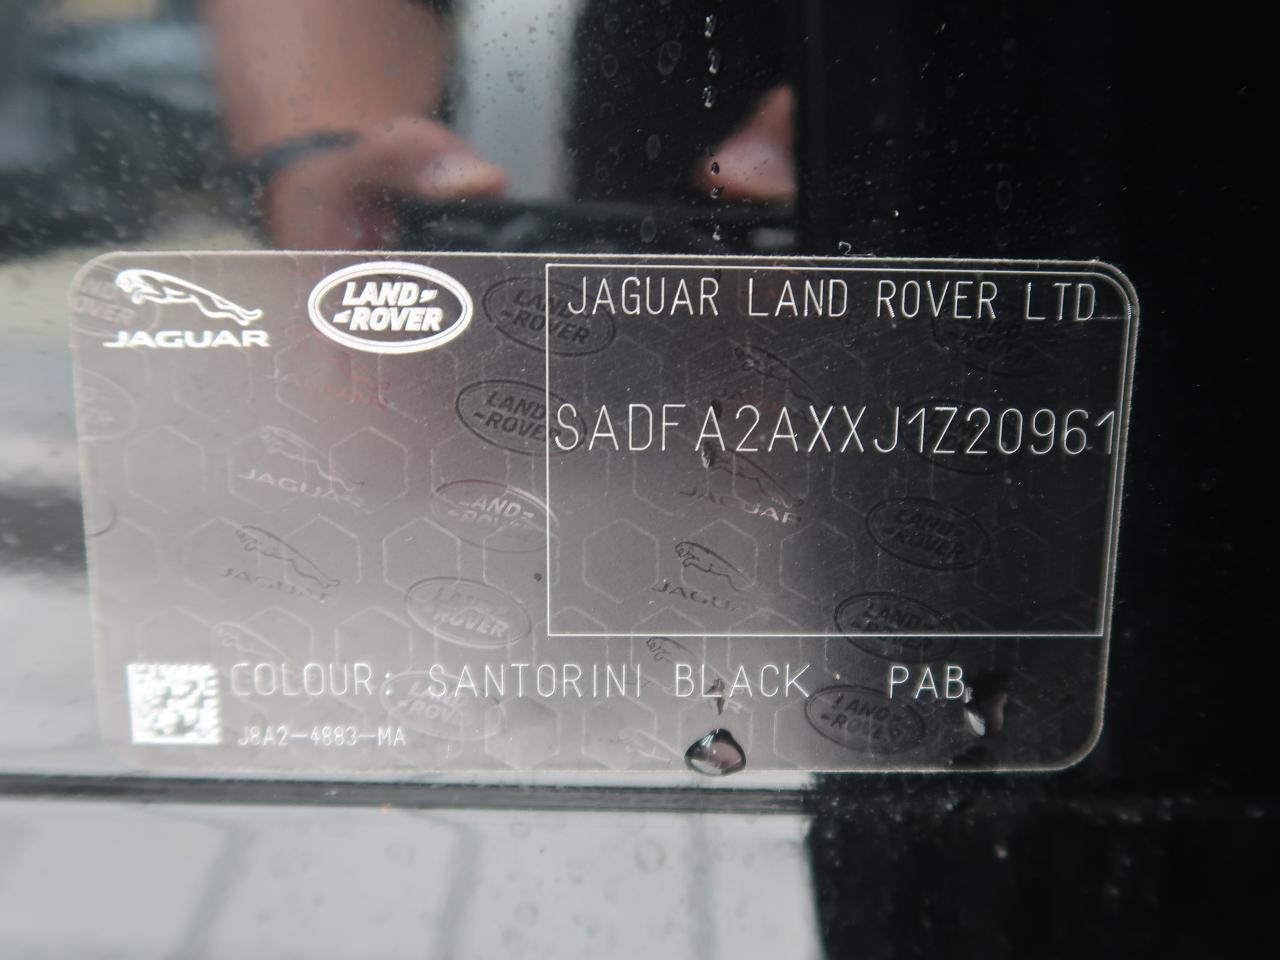 JAGUAR
LAND-
-ROVER
JAGUAR LAND ROVER LTD
SADFA2AXXJ1Z20961
COLOUR: SANTORINI BLACK PAB
J8A2-4883-MA